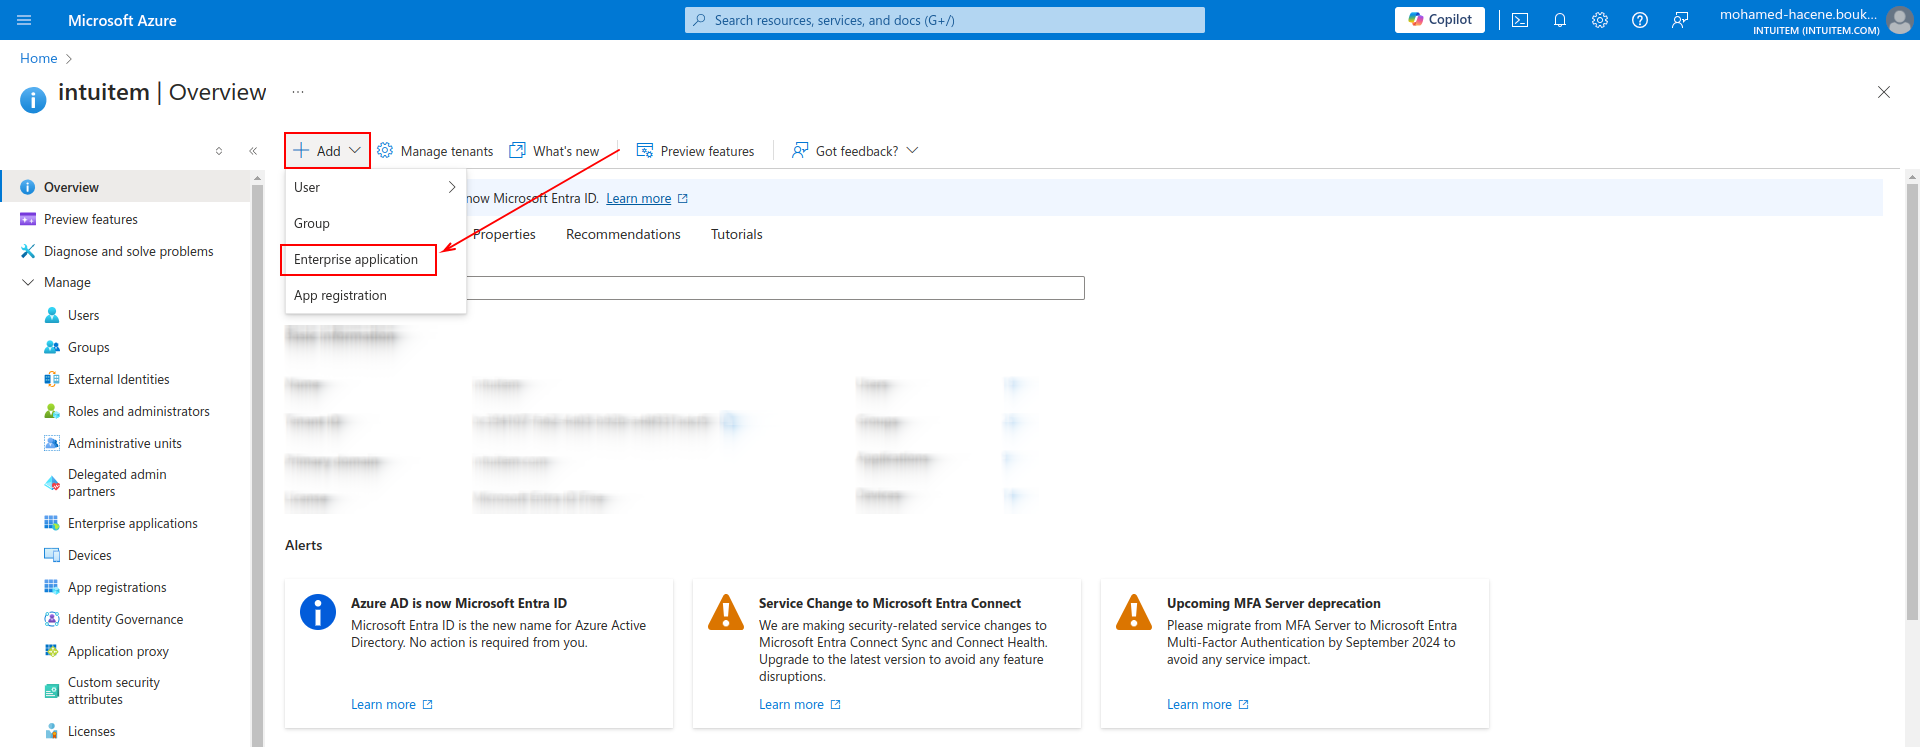 Microsoft Azure
Search resources, services, and docs (G+/)
Copilot
mohamed-hacene.bouk...
INTUITEM (INTUITEM.COM)
Home
intuitem | Overview
...
Add
Manage tenants
What's new
Preview features
Got feedback?
Overview
Preview features
Diagnose and solve problems
Manage
Users
Groups
External Identities
Roles and administrators
Administrative units
Delegated admin
partners
Enterprise applications
Devices
App registrations
Identity Governance
Application proxy
Custom security
attributes
Licenses
User
Group
Enterprise application
App registration
now Microsoft Entra ID. Learn more
Properties
Recommendations
Tutorials
Alerts
Azure AD is now Microsoft Entra ID
Microsoft Entra ID is the new name for Azure Active
Directory. No action is required from you.
Learn more
Service Change to Microsoft Entra Connect
We are making security-related service changes to
Microsoft Entra Connect Sync and Connect Health.
Upgrade to the latest version to avoid any feature
disruptions.
Learn more
Upcoming MFA Server deprecation
Please migrate from MFA Server to Microsoft Entra
Multi-Factor Authentication by September 2024 to
avoid any service impact.
Learn more